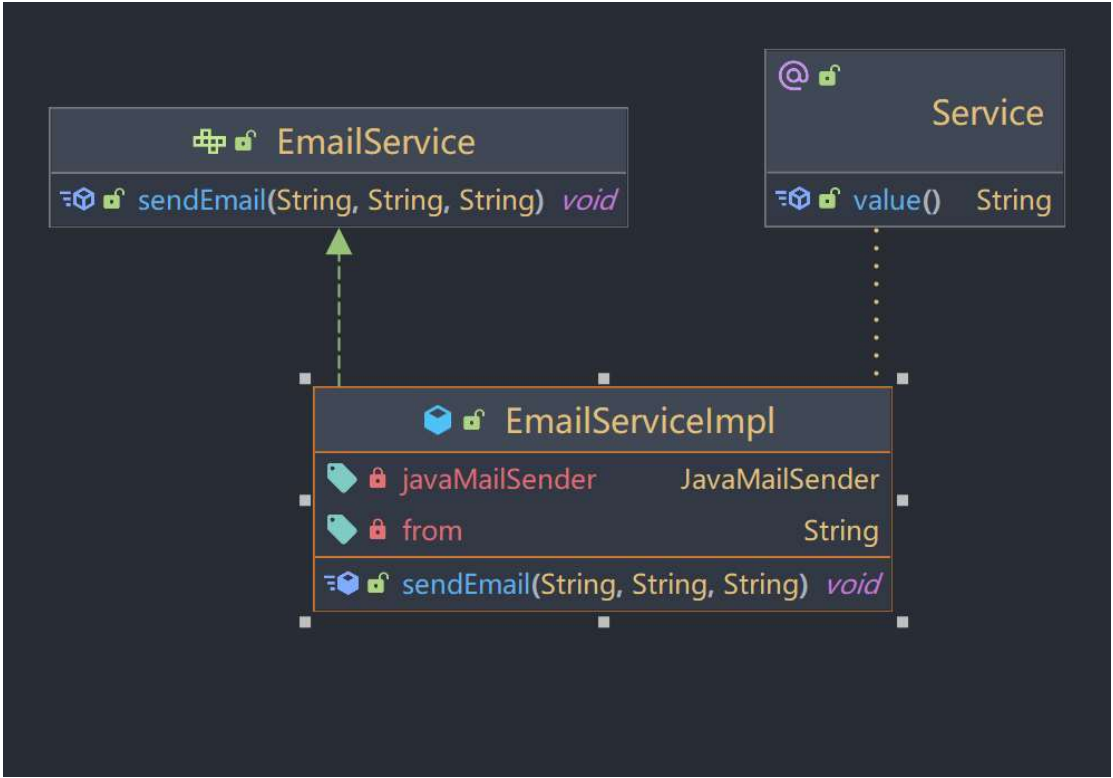 EmailService
sendEmail(String, String, String) void
Service
value() String
EmailServiceImpl
javaMailSender JavaMailSender
from String
sendEmail(String, String, String) void